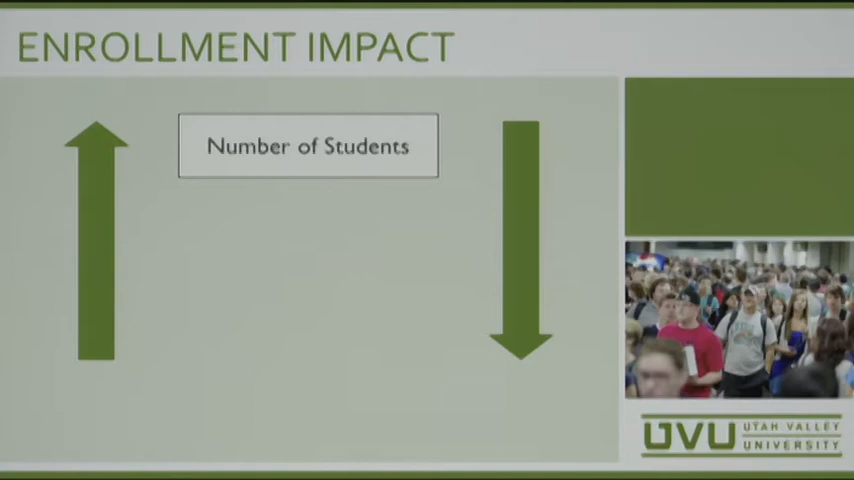 ENROLLMENT IMPACT
Number of Students
UVU UTAH VALLEY
UNIVERSITY